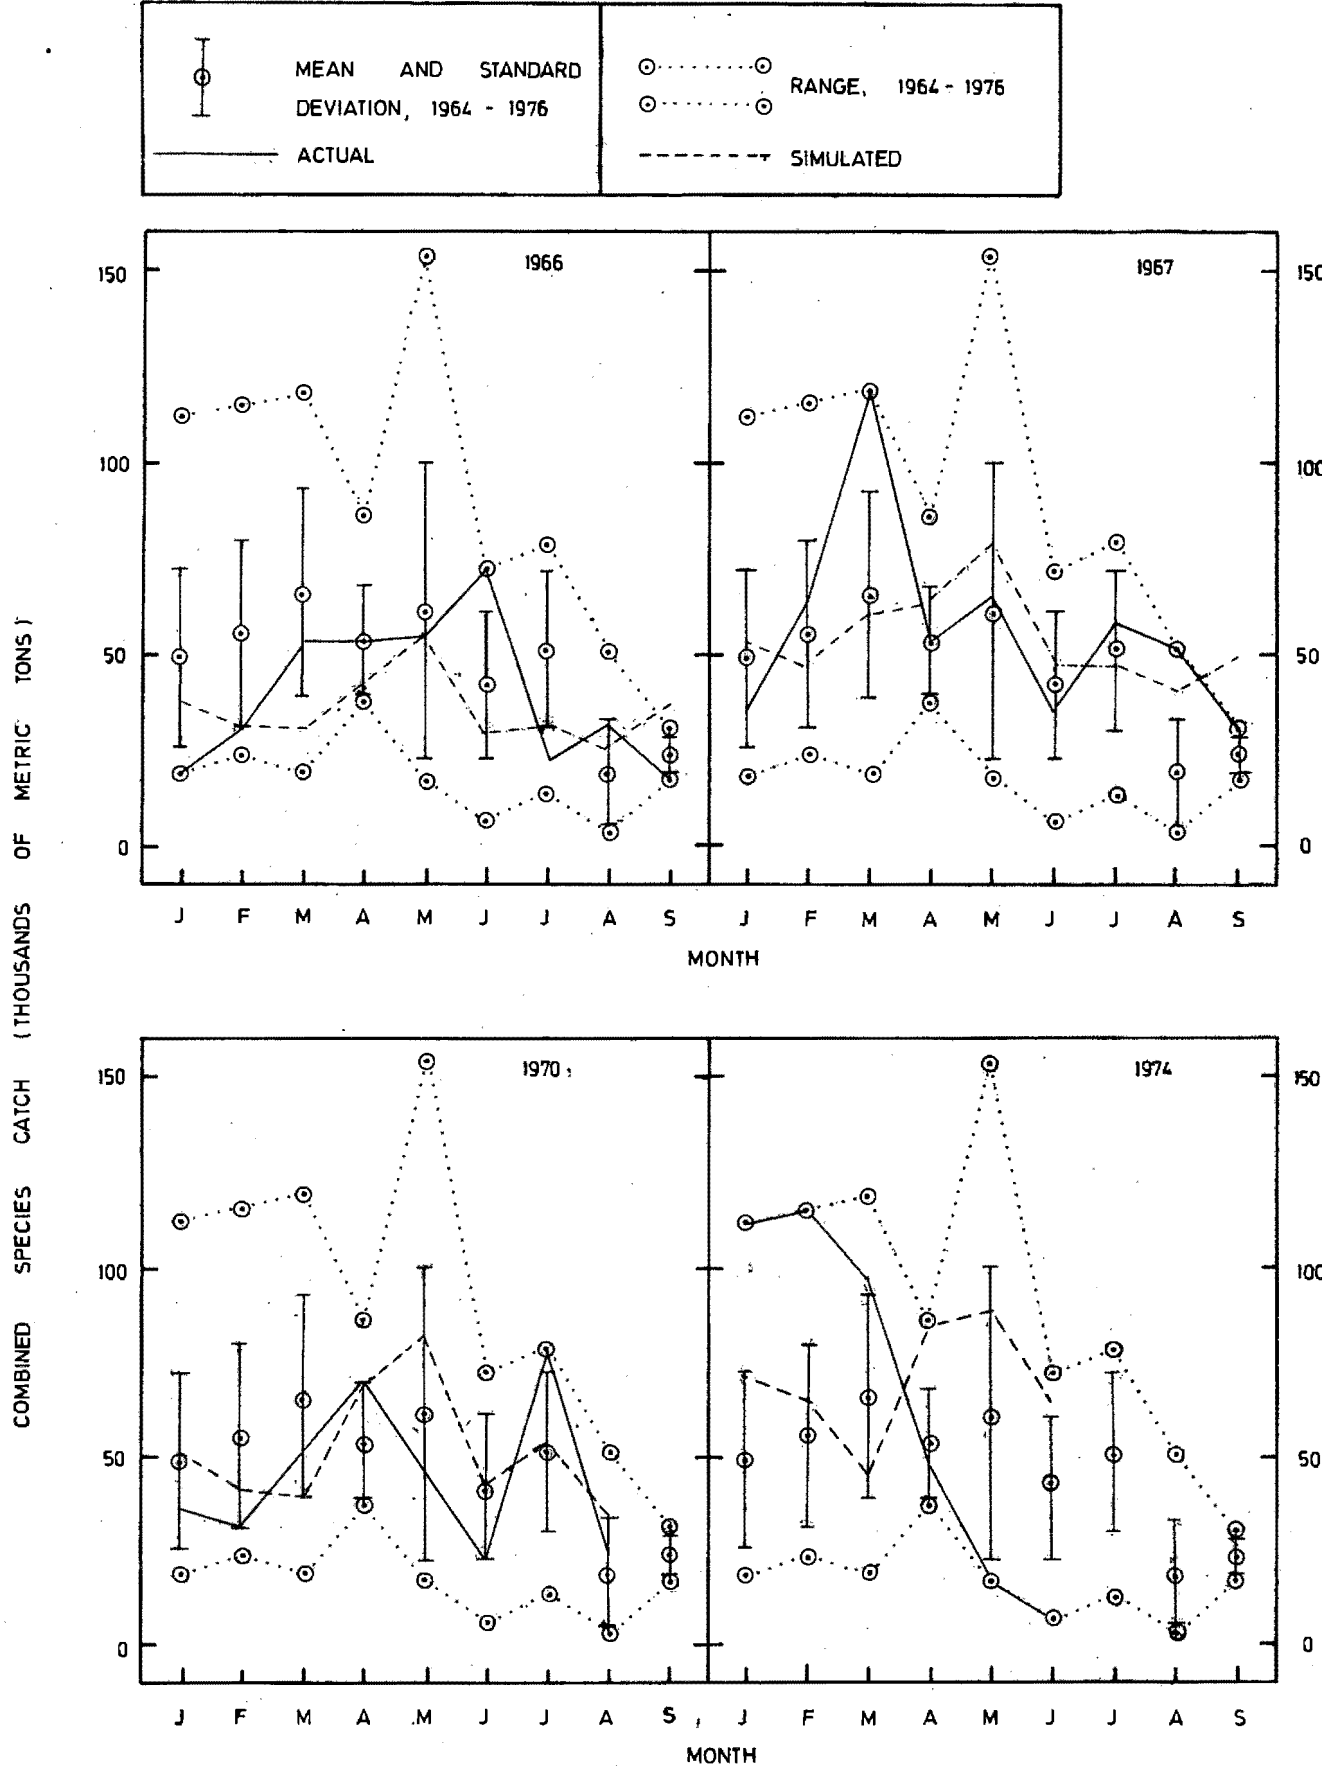 MEAN AND STANDARD
DEVIATION, 1964 - 1976
ACTUAL
RANGE, 1964 - 1976
SIMULATED
COMBINED SPECIES CATCH (THOUSANDS OF METRIC TONS)
1966
150
100
50
0
J F M A M J J A S
1967
150
100
50
0
J F M A M J J A S
MONTH
1970
150
100
50
0
J F M A M J J A S
1974
150
100
50
0
J F M A M J J A S
MONTH